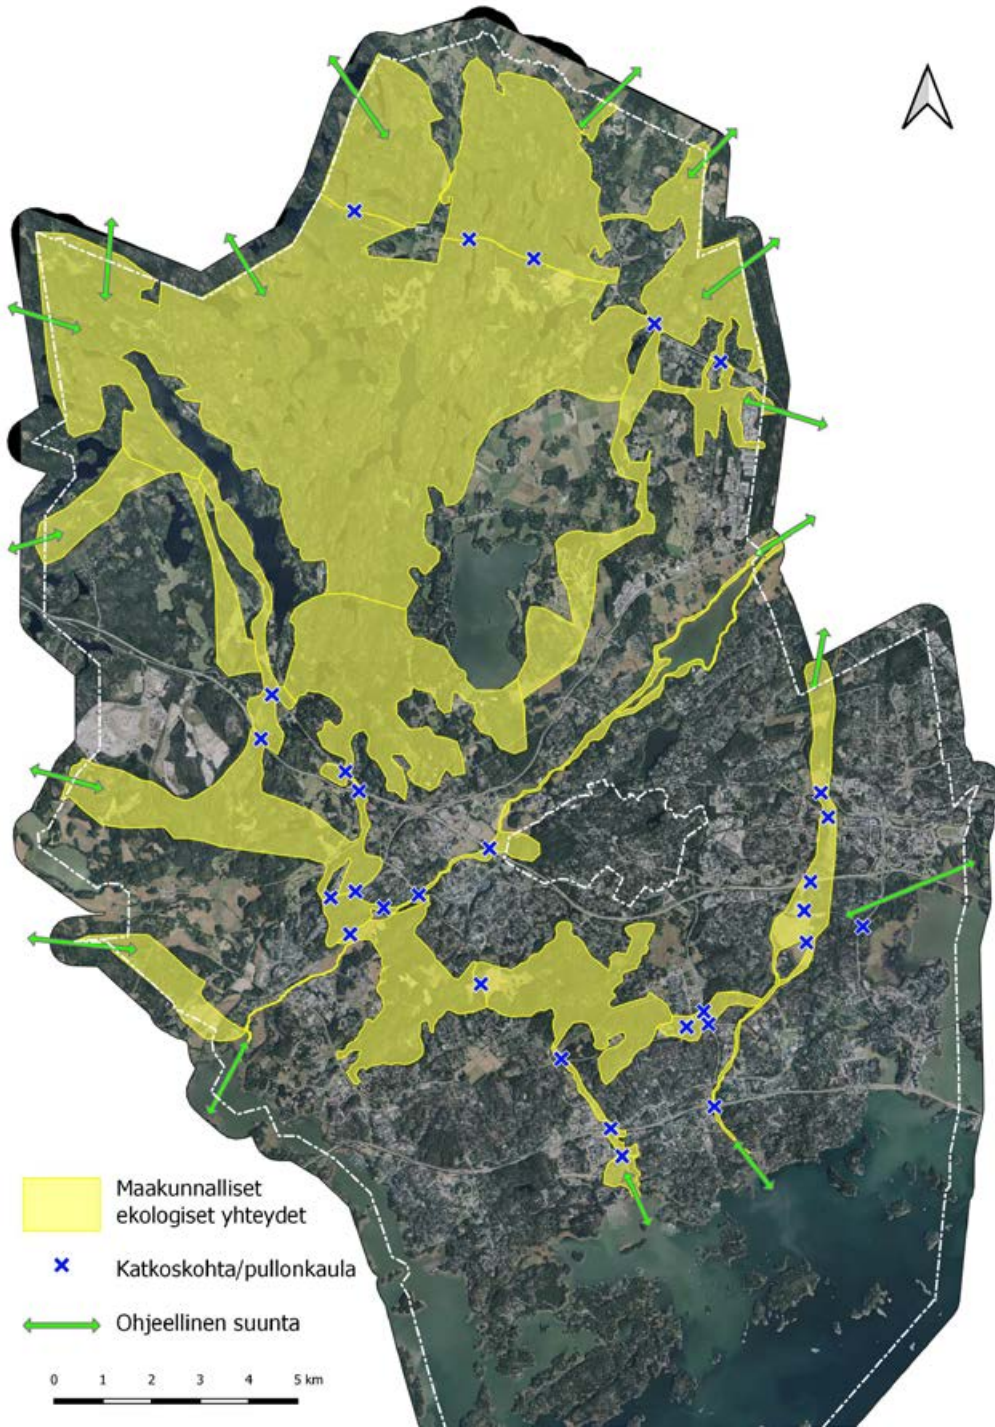 Maakunnalliset
ekologiset yhteydet
Katkoskohta/pullonkaula
Ohjeellinen suunta
0 1 2 3 4 5 km